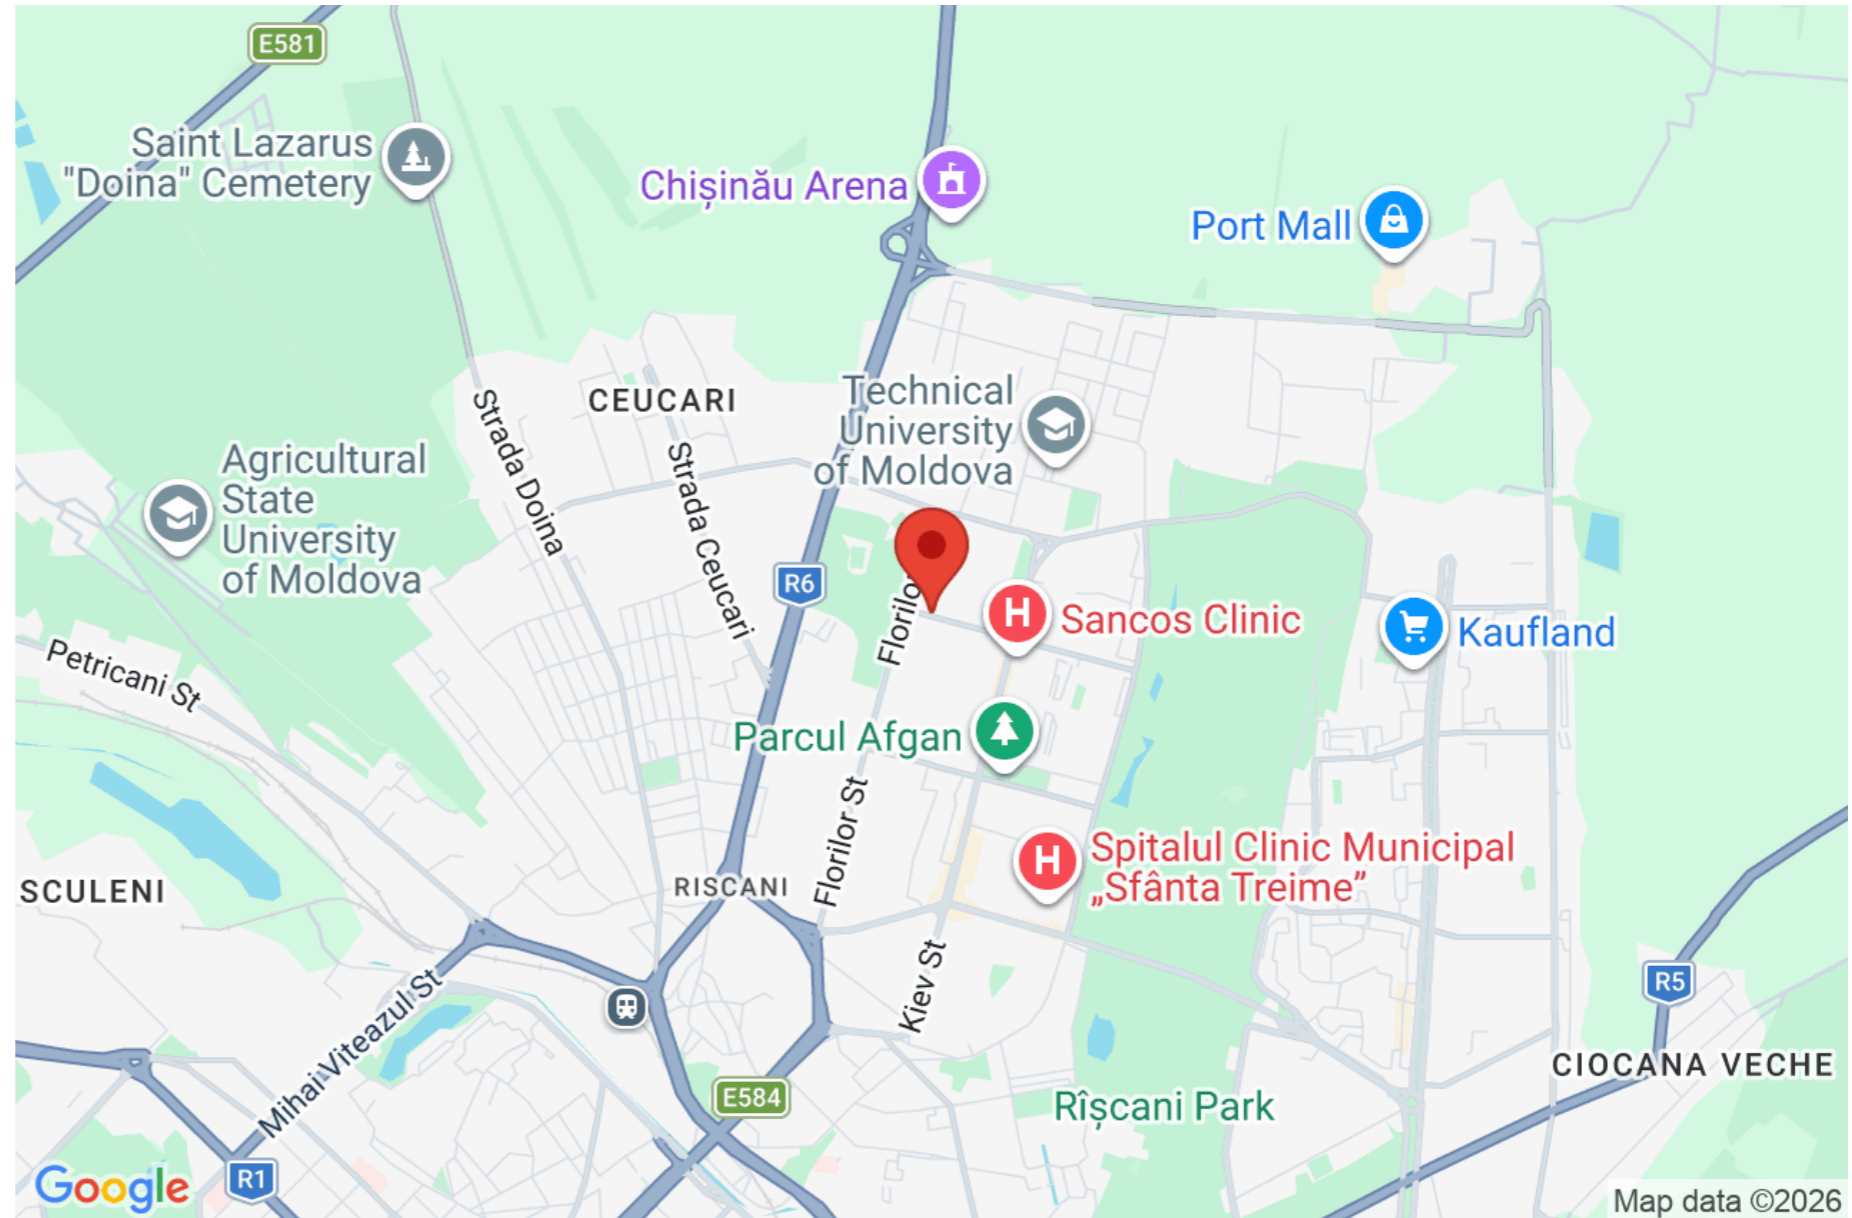 E581
Saint Lazarus
"Doina" Cemetery
Chișinău Arena
Port Mall
CEUCARI
Technical
University
of Moldova
Strada Doina
Strada Ceucari
Agricultural
State
University
of Moldova
R6
Florilo
Sancos Clinic
Kaufland
Petricani St
Parcul Afgan
Florilor St
Spitalul Clinic Municipal
„Sfânta Treime”
SCULENI
RISCANI
Kiev St
Mihai Viteazul St
R5
CIOCANA VECHE
E584
Rîșcani Park
R1
Google
Map data ©2026